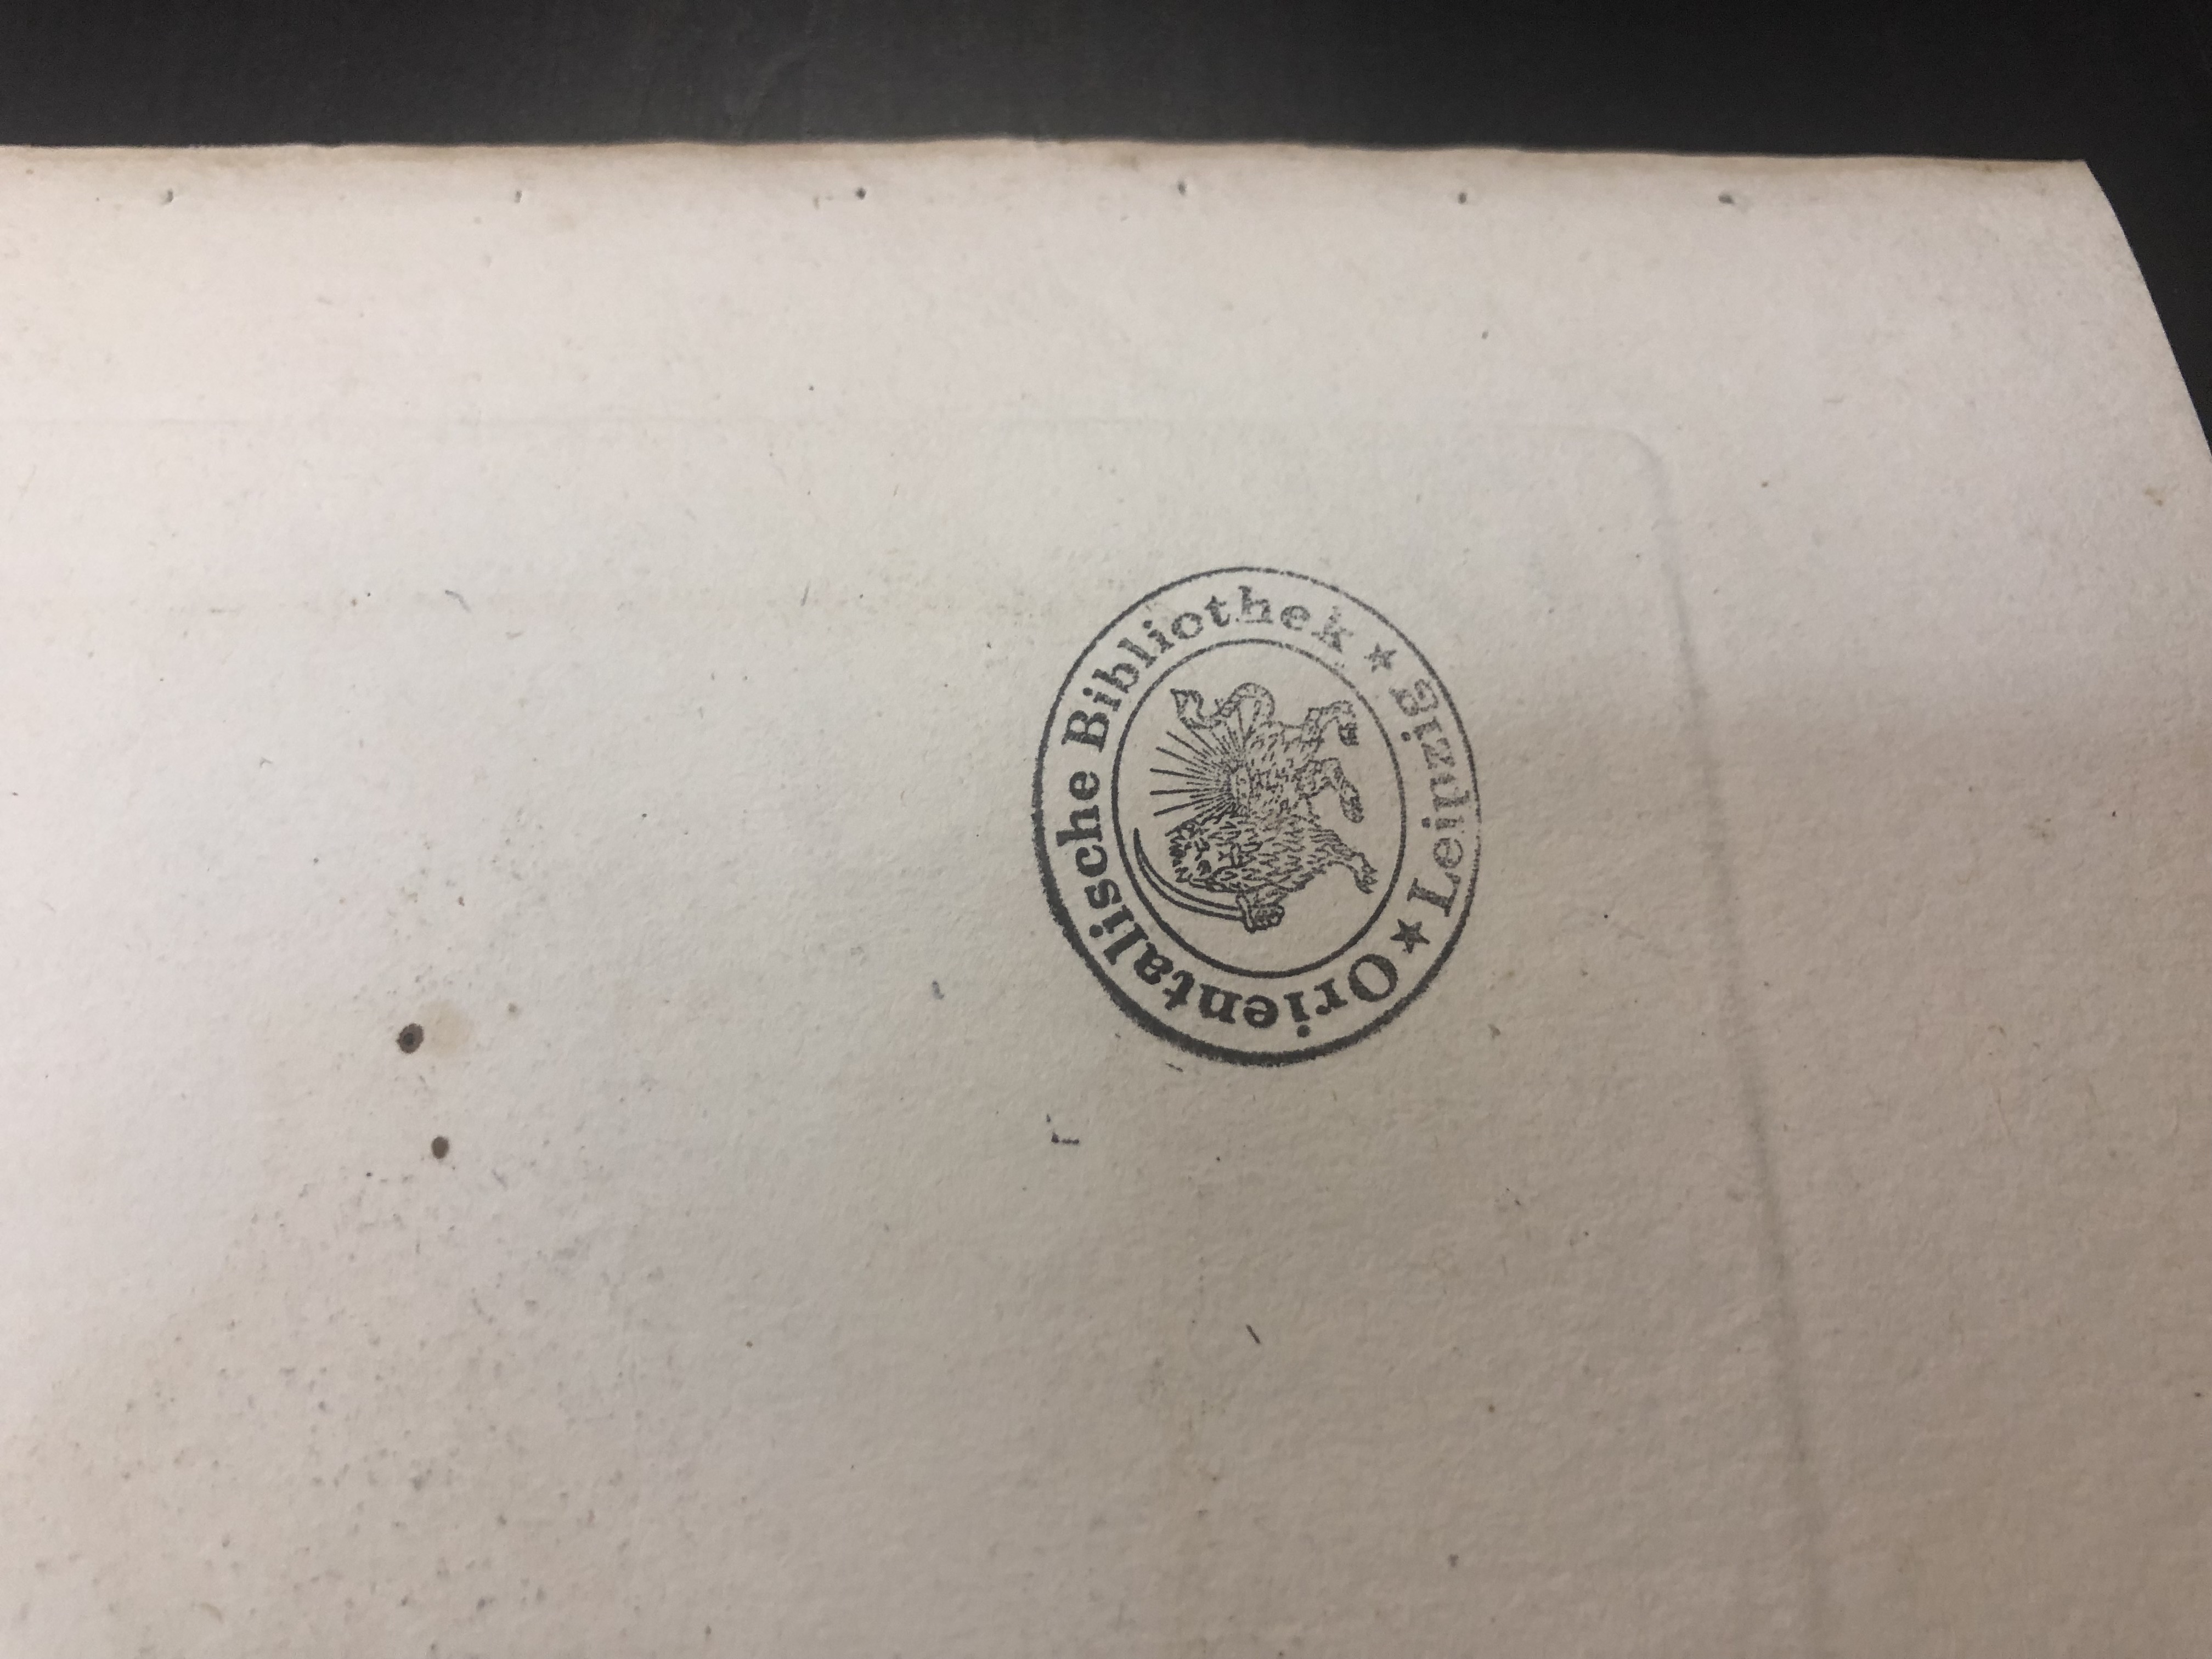 Orientalische Bibliothek
★ Leipzig ★